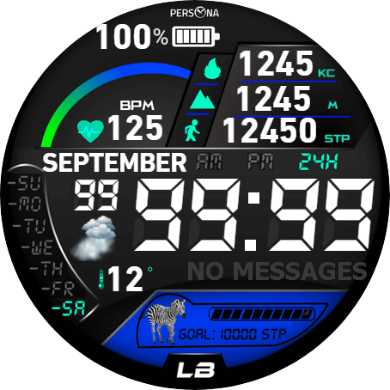 PERSONA
100%
1245 KC
1245 M
BPM
125
12450 STP
SEPTEMBER AM PM 24H
-SU
-MO
-TU
-WE
-TH
-FR
-SA
99
99:99
NO MESSAGES
12°
GOAL: 10000 STP
LB